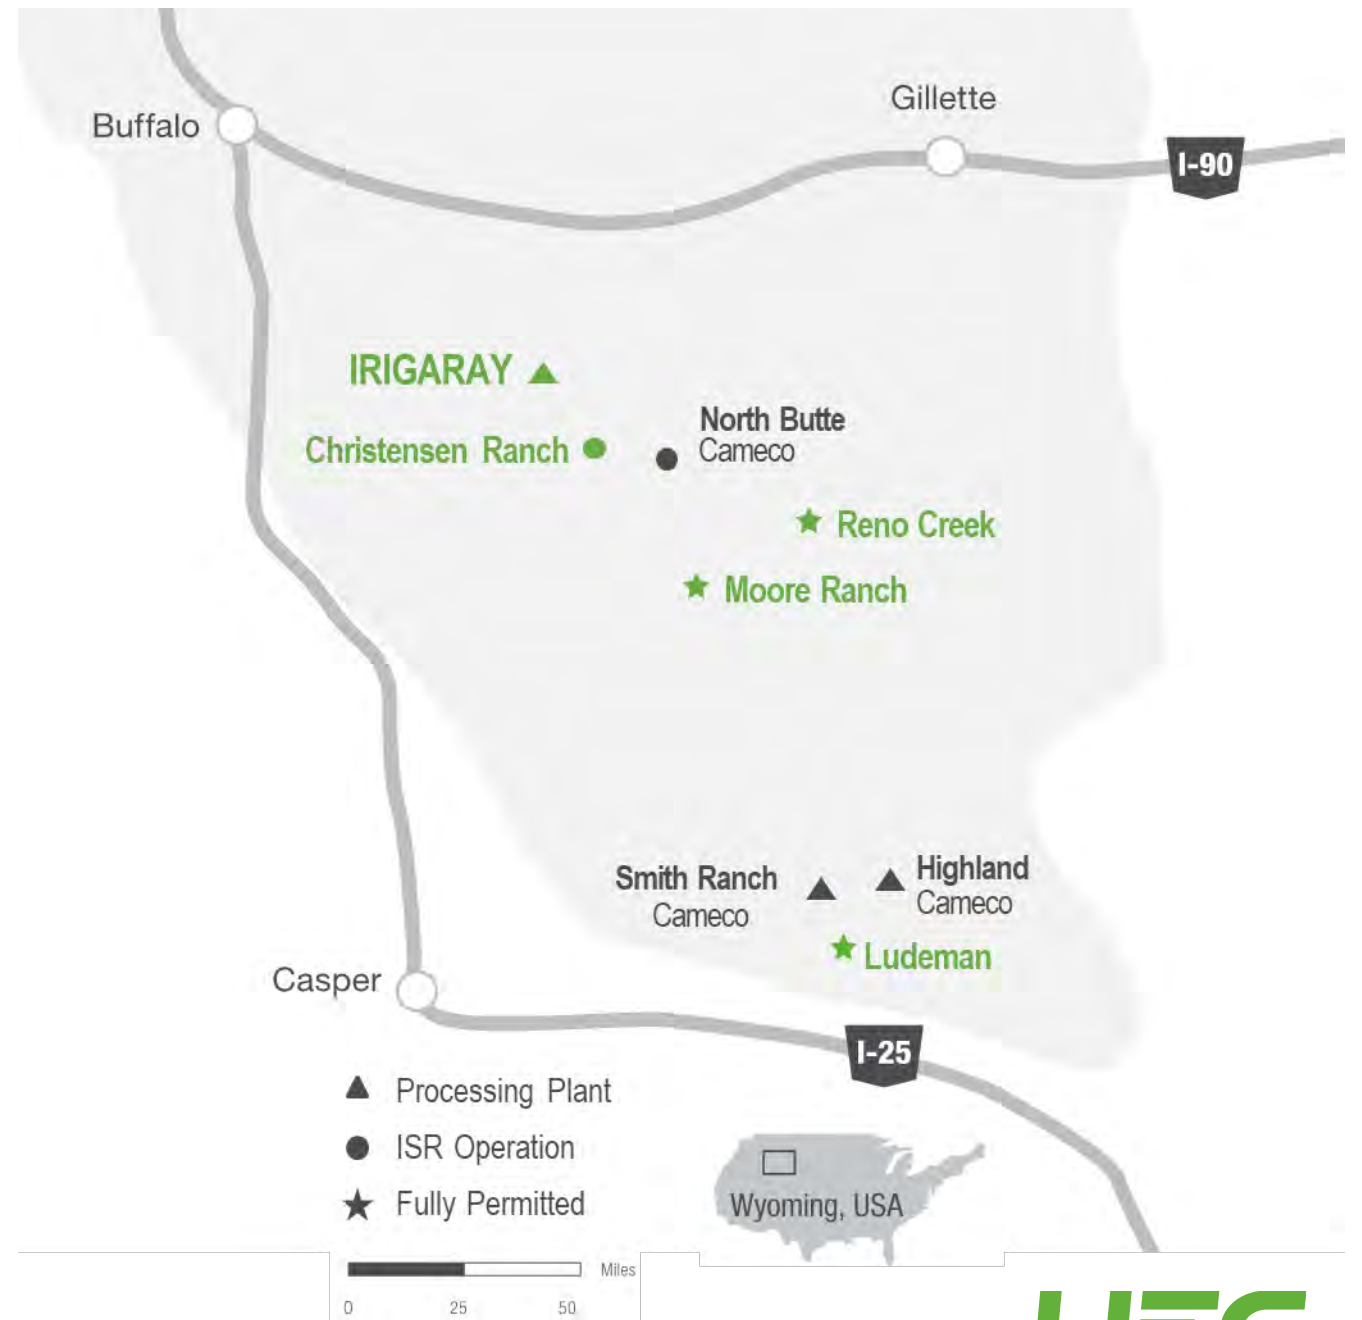 Gillette
Buffalo
I-90
IRIGARAY
North Butte
Cameco
Christensen Ranch
Reno Creek
Moore Ranch
Smith Ranch
Cameco
Highland
Cameco
Ludeman
Casper
I-25
Processing Plant
ISR Operation
Fully Permitted
Wyoming, USA
Miles
0 25 50